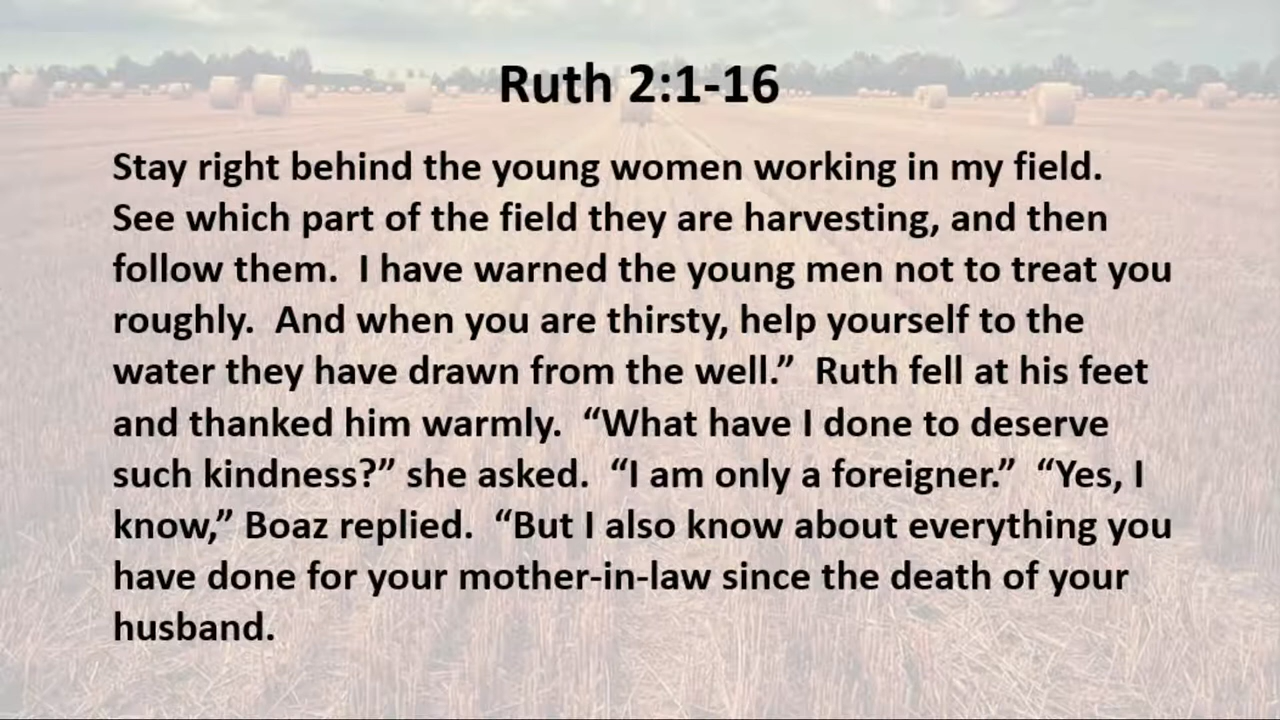 Ruth 2:1-16
Stay right behind the young women working in my field.
See which part of the field they are harvesting, and then
follow them.  I have warned the young men not to treat you
roughly.  And when you are thirsty, help yourself to the
water they have drawn from the well.”  Ruth fell at his feet
and thanked him warmly.  “What have I done to deserve
such kindness?” she asked.  “I am only a foreigner.”  “Yes, I
know,” Boaz replied.  “But I also know about everything you
have done for your mother-in-law since the death of your
husband.